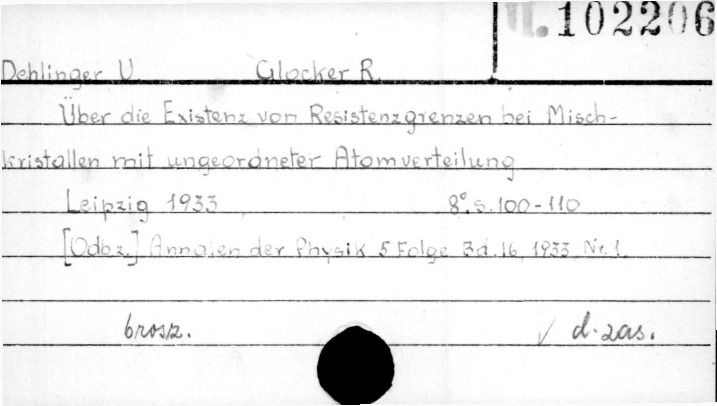 II. 102206
Dehlinger U Glocker R.
Über die Existenz von Resistenzgrenzen bei Misch-
kristallen mit ungeordneter Atomverteilung
Leipzig 1933 8°. s. 100-110
[Odb. z.] Annalen der Physik 5 Folge Bd. 16, 1933, Nr. 1.
brosz. d. zas.